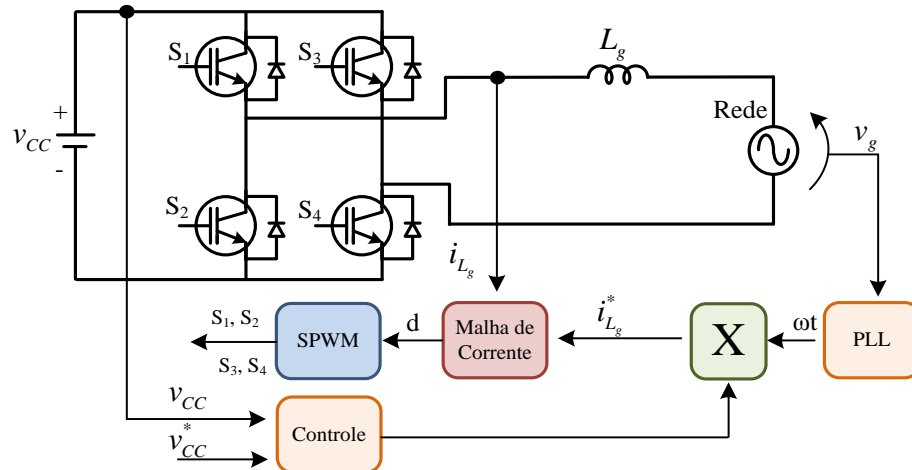 S1
S3
Lg
+
vCC
-
Rede
vg
S2
S4
iLg
S1, S2
S3, S4
SPWM
d
Malha de
Corrente
i*Lg
X
ωt
PLL
vCC
v*CC
Controle